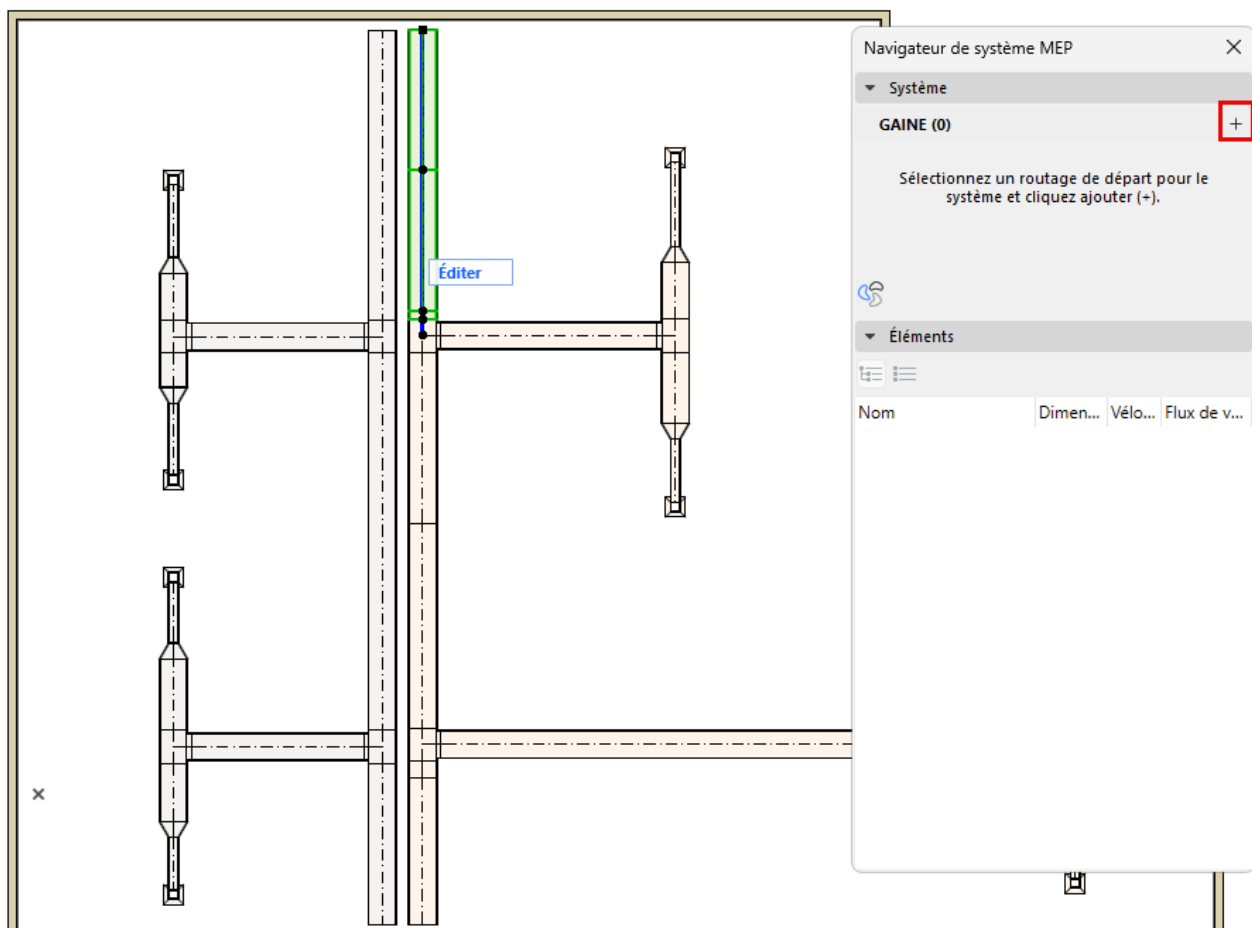 Navigateur de système MEP
Système
GAINE (0)
+
Sélectionnez un routage de départ pour le
système et cliquez ajouter (+).
Éditer
Éléments
Nom Dimen... Vélo... Flux de v...